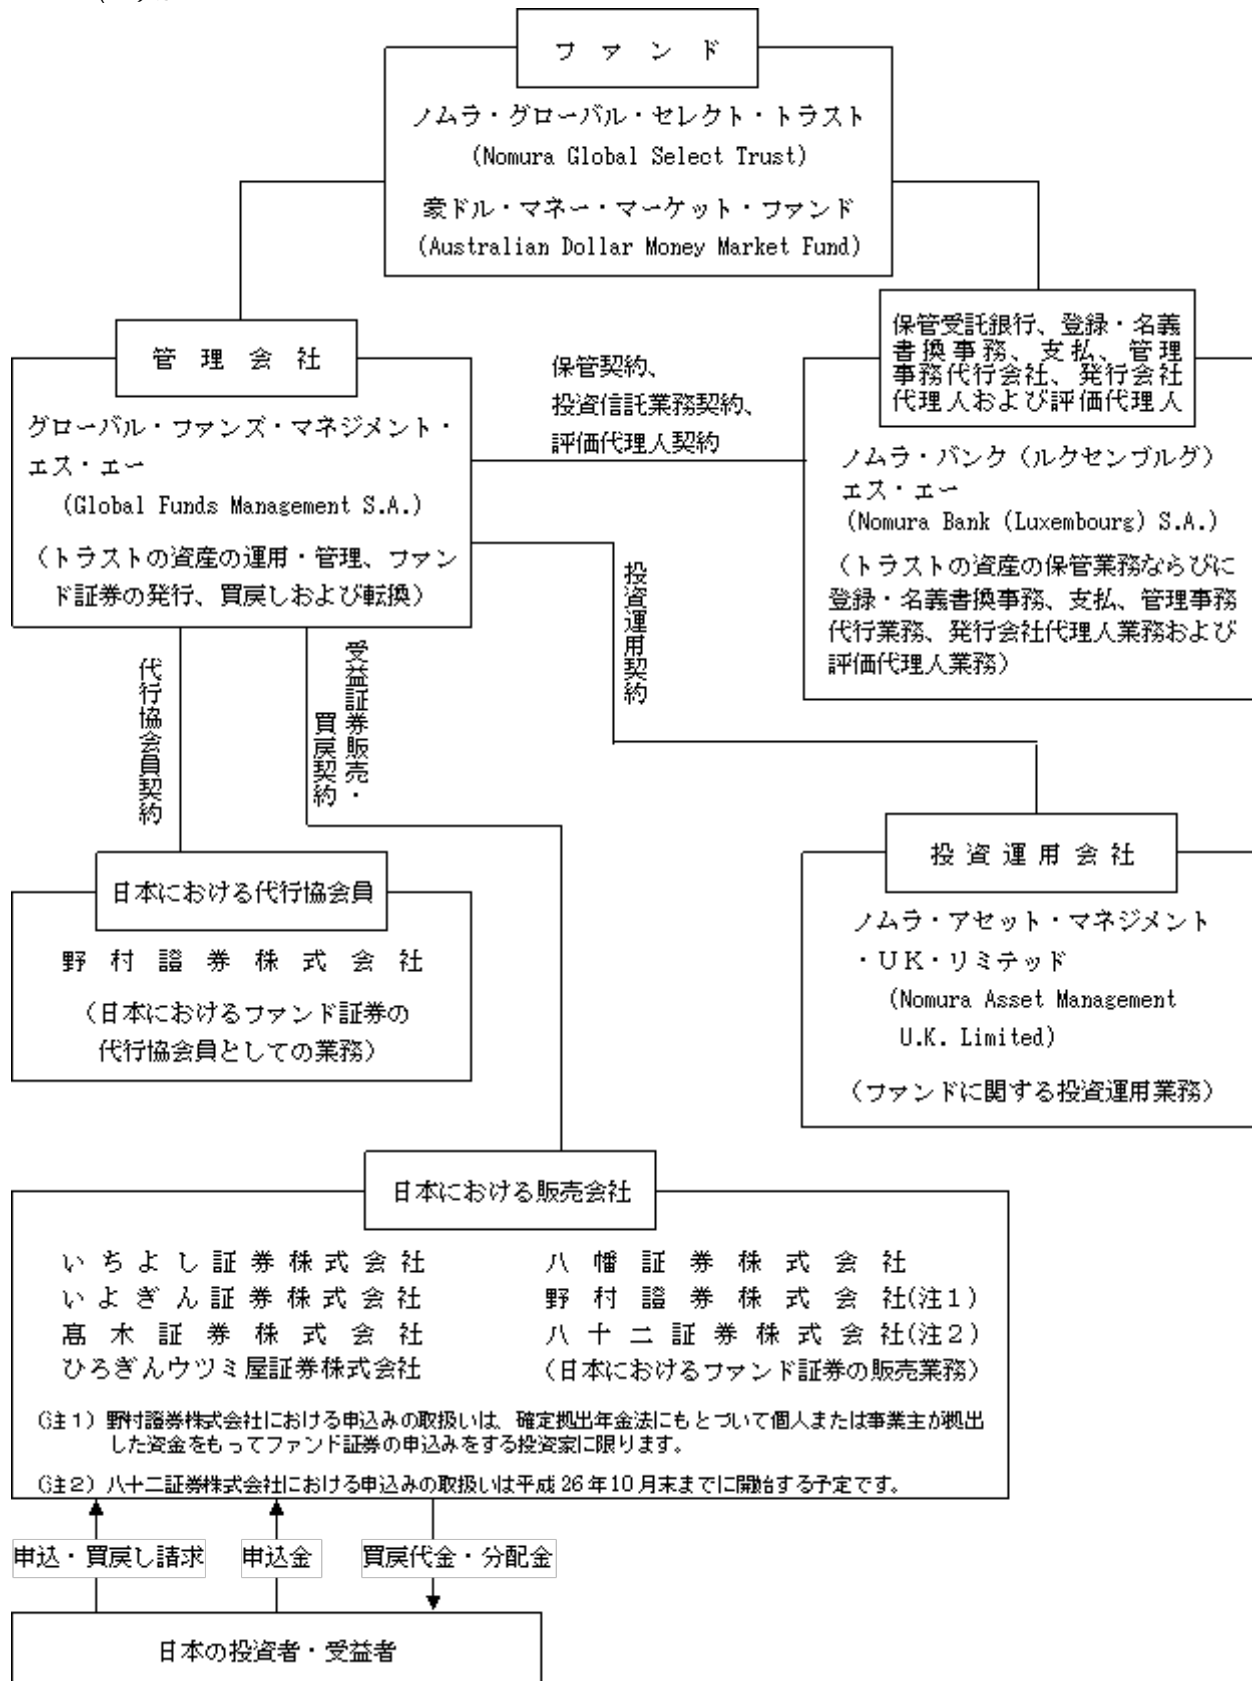 ファンド
ノムラ・グローバル・セレクト・トラスト
(Nomura Global Select Trust)
豪ドル・マネー・マーケット・ファンド
(Australian Dollar Money Market Fund)
管理会社
グローバル・ファンズ・マネジメント・
エス・エー
(Global Funds Management S.A.)
（トラストの資産の運用・管理、ファン
ド証券の発行、買戻しおよび転換）
保管契約、
投資信託業務契約、
評価代理人契約
保管受託銀行、登録・名義
書換事務、支払、管理
事務代行会社、発行会社
代理人および評価代理人
ノムラ・バンク（ルクセンブルグ）
エス・エー
(Nomura Bank (Luxembourg) S.A.)
（トラストの資産の保管業務ならびに
登録・名義書換事務、支払、管理事務
代行業務、発行会社代理人業務および
評価代理人業務）
代行協会員契約
受益証券販売・
買戻契約
投資運用契約
日本における代行協会員
野村證券株式会社
（日本におけるファンド証券の
代行協会員としての業務）
投資運用会社
ノムラ・アセット・マネジメント
・ＵＫ・リミテッド
(Nomura Asset Management
U.K. Limited)
（ファンドに関する投資運用業務）
日本における販売会社
いちよし証券株式会社
いよぎん証券株式会社
髙木証券株式会社
ひろぎんウツミ屋証券株式会社
八幡証券株式会社
野村證券株式会社(注１)
八十二証券株式会社(注２)
（日本におけるファンド証券の販売業務）
(注１) 野村證券株式会社における申込みの取扱いは、確定拠出年金法にもとづいて個人または事業主が拠出
した資金をもってファンド証券の申込みをする投資家に限ります。
(注２) 八十二証券株式会社における申込みの取扱いは平成26年10月末までに開始する予定です。
申込・買戻し請求
申込金
買戻代金・分配金
日本の投資者・受益者